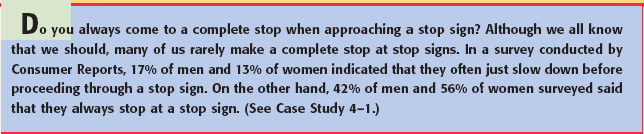 Do you always come to a complete stop when approaching a stop sign? Although we all know
that we should, many of us rarely make a complete stop at stop signs. In a survey conducted by
Consumer Reports, 17% of men and 13% of women indicated that they often just slow down before
proceeding through a stop sign. On the other hand, 42% of men and 56% of women surveyed said
that they always stop at a stop sign. (See Case Study 4–1.)